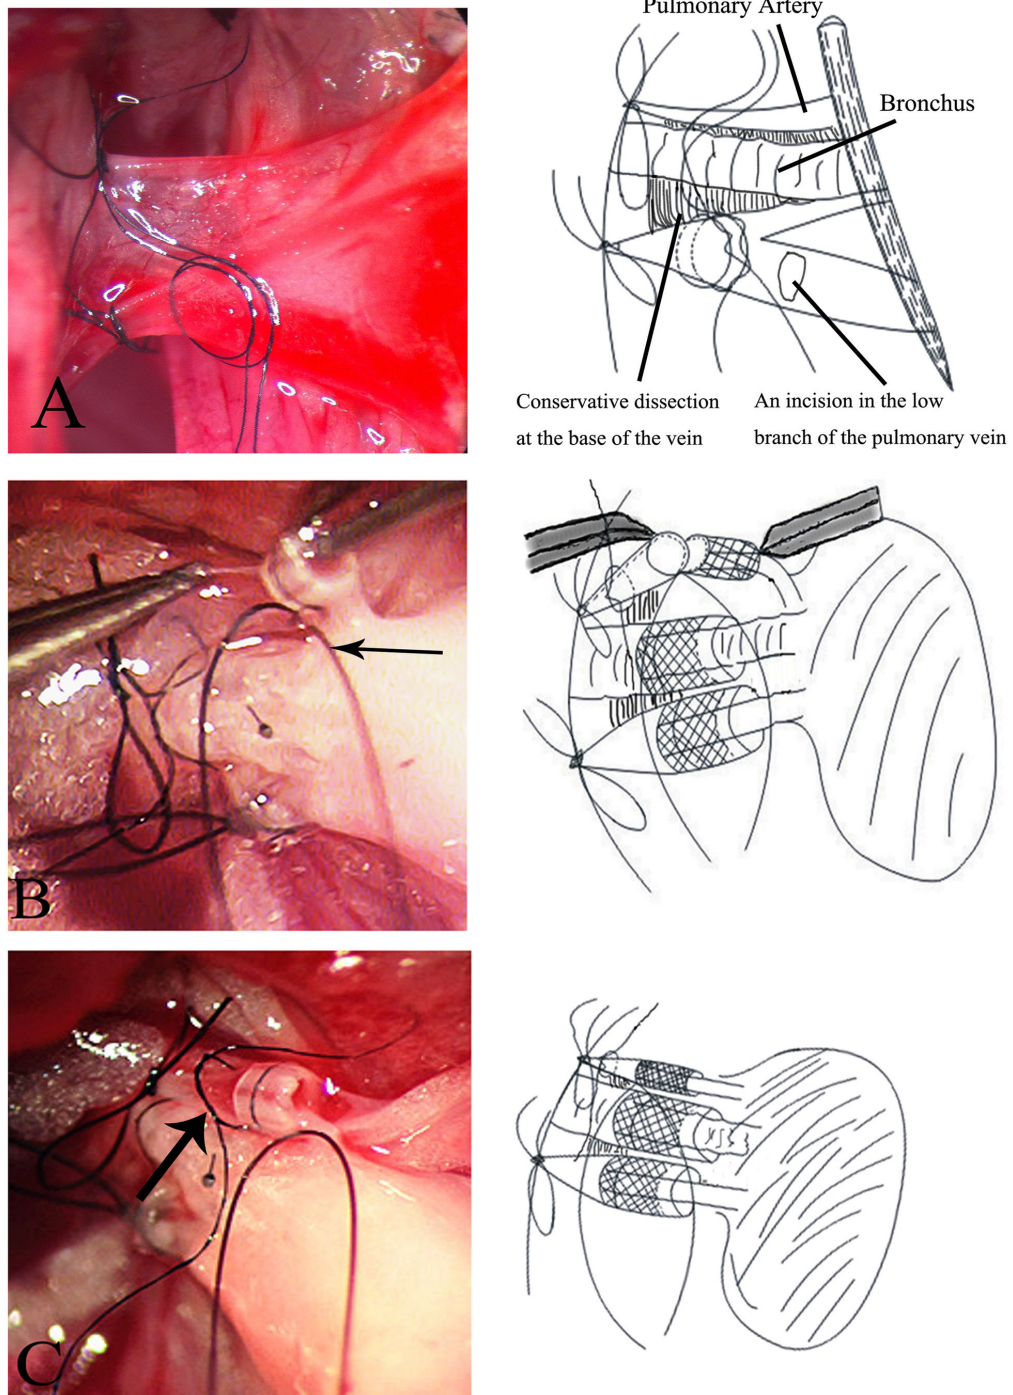 Pulmonary Artery
Bronchus
Conservative dissection
at the base of the vein
An incision in the low
branch of the pulmonary vein
A
B
C